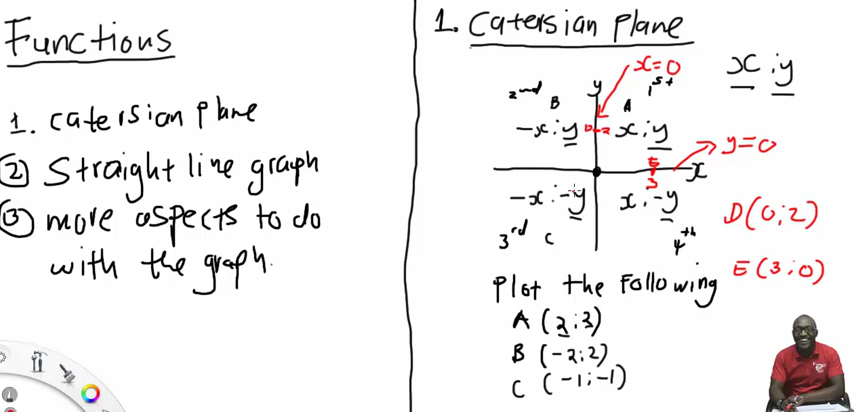 Functions
1. Catersian plane
② Straight line graph
③ more aspects to do
with the graph.
1. Catersian plane
x ; y
x=0
y
2nd
1st
B
A
-x ; y
D
2
x ; y
y=0
E
3
x
-x ; -y
x ; -y
3rd
C
4th
D(0;2)
E(3;0)
Plot the Following
A (2;3)
B (-2;2)
C (-1;-1)